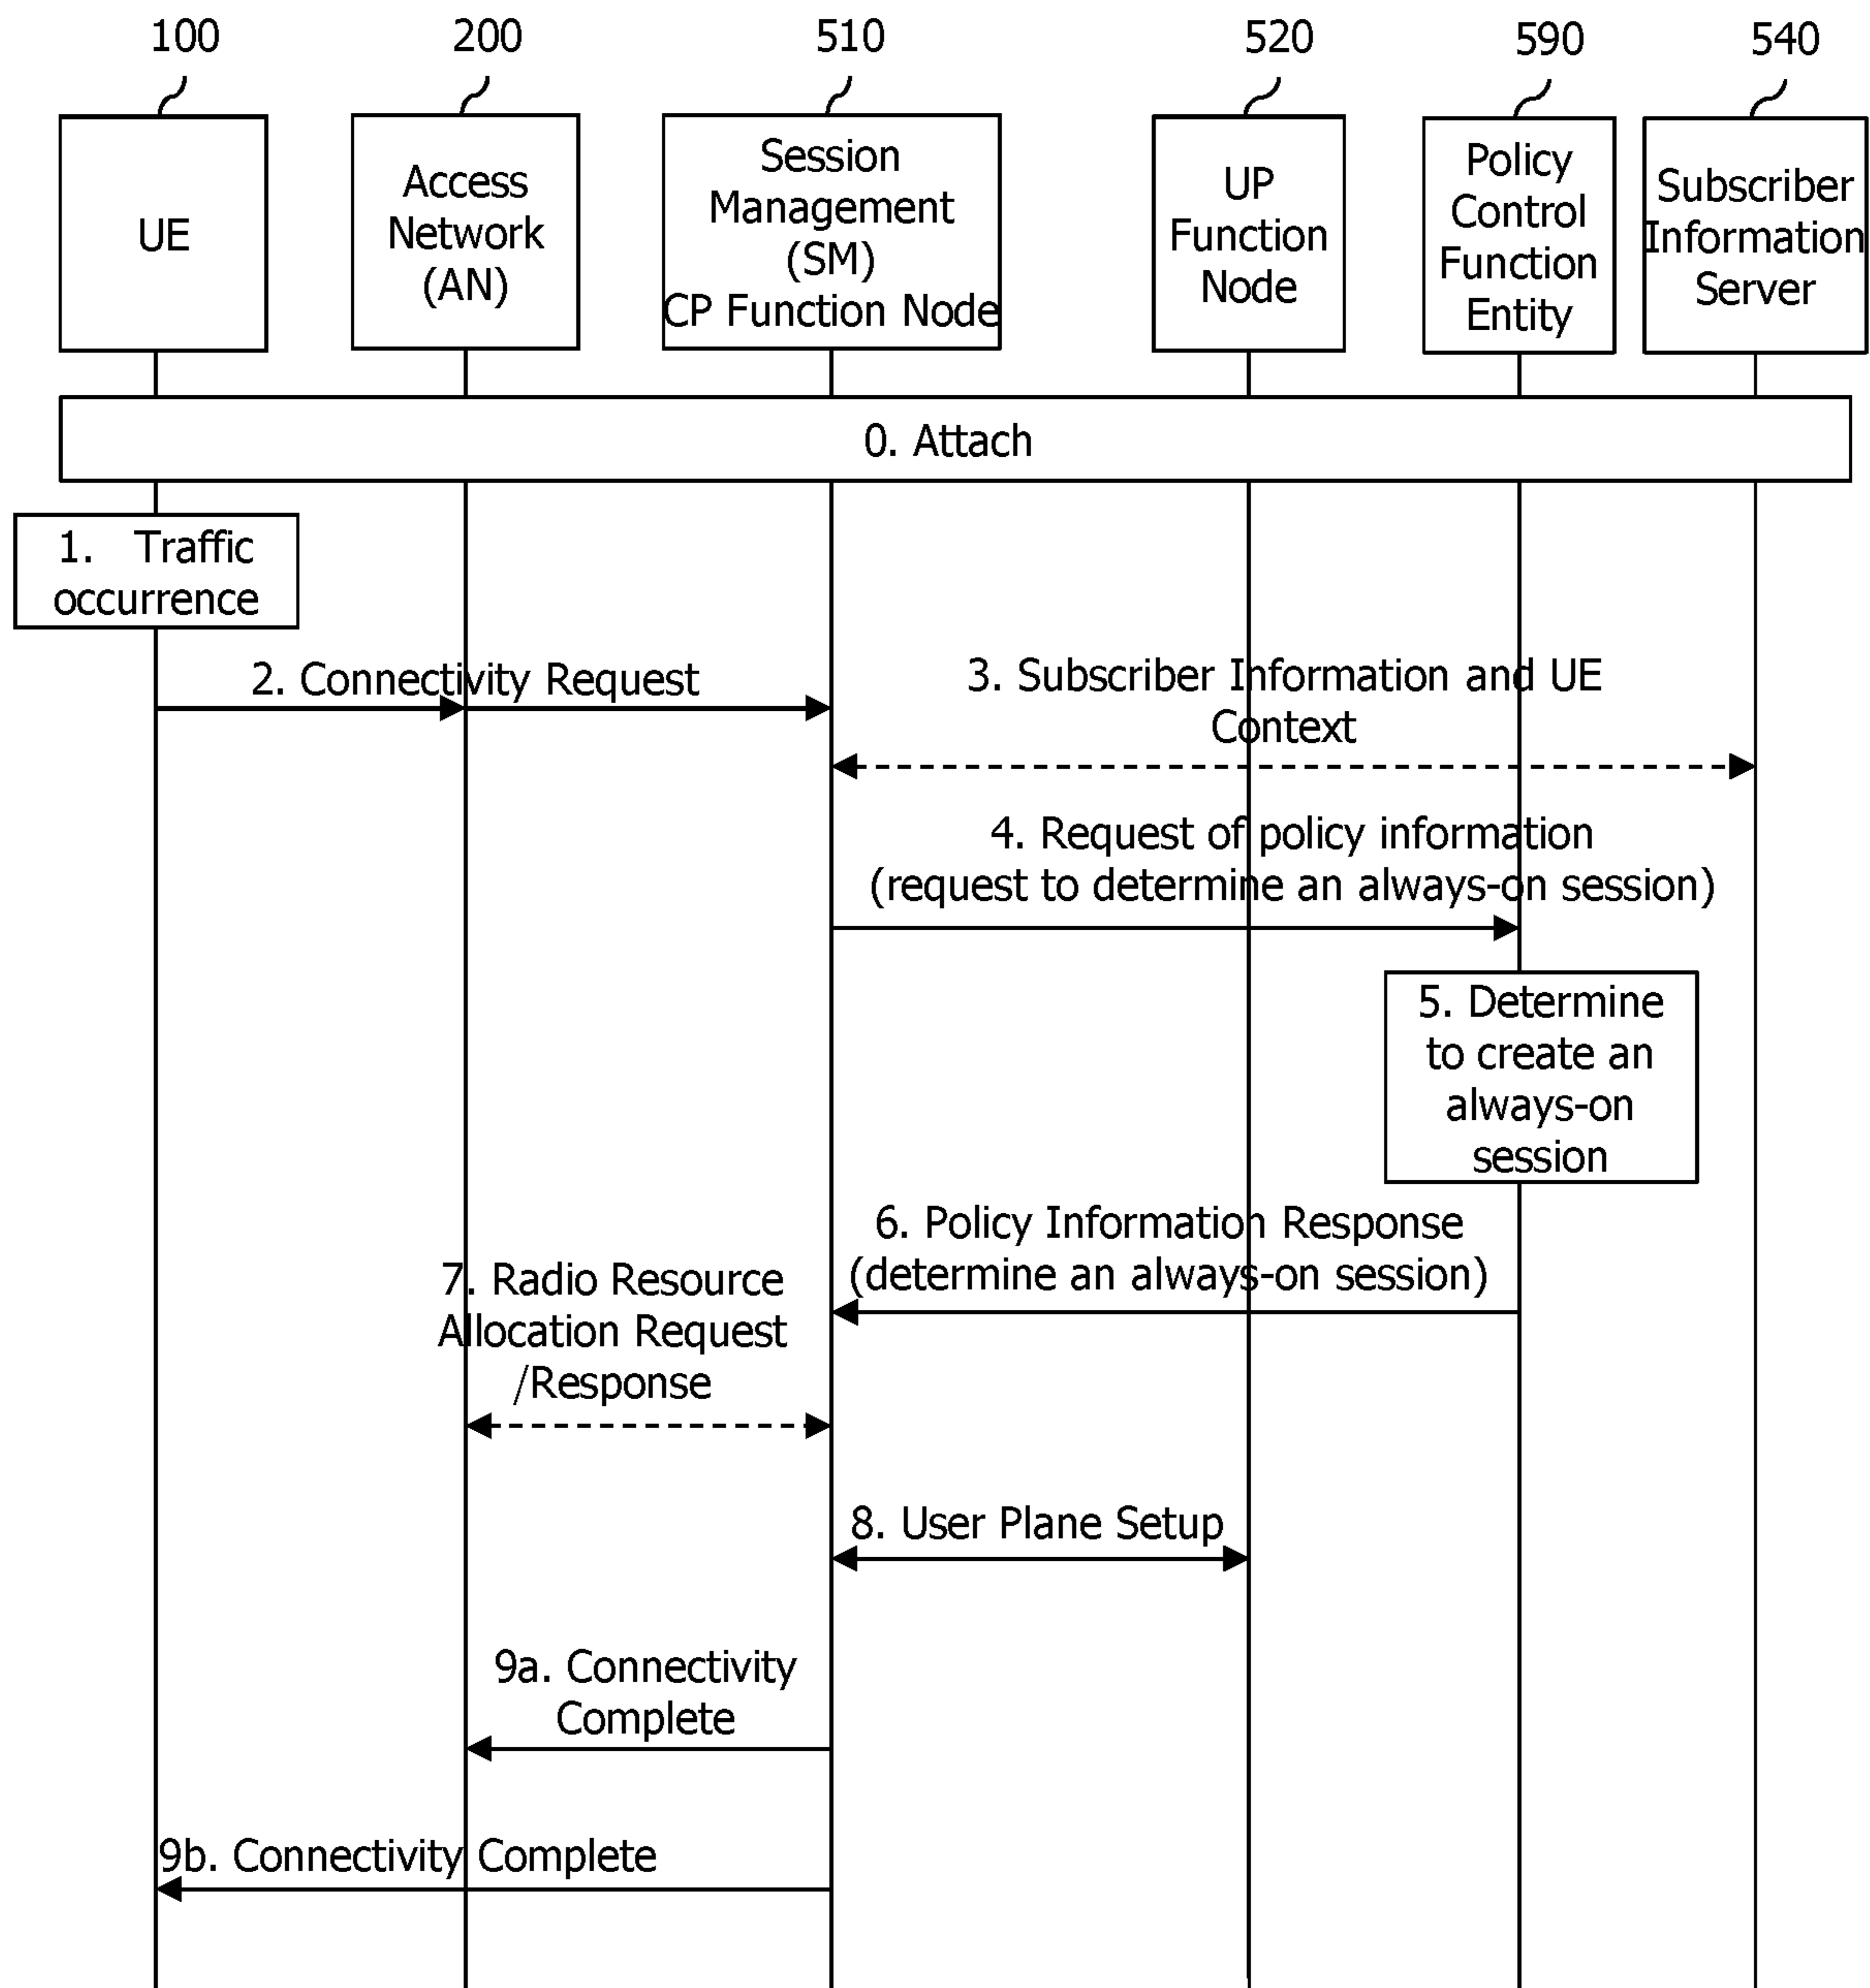 100
200
510
520
590
540
UE
Access
Network
(AN)
Session
Management
(SM)
CP Function Node
UP
Function
Node
Policy
Control
Function
Entity
Subscriber
Information
Server
0. Attach
1. Traffic
occurrence
2. Connectivity Request
3. Subscriber Information and UE
Context
4. Request of policy information
(request to determine an always-on session)
5. Determine
to create an
always-on
session
6. Policy Information Response
(determine an always-on session)
7. Radio Resource
Allocation Request
/Response
8. User Plane Setup
9a. Connectivity
Complete
9b. Connectivity Complete